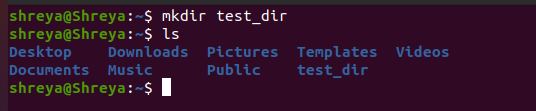 shreya@Shreya:~$ mkdir test_dir
shreya@Shreya:~$ ls
Desktop    Downloads  Pictures  Templates  Videos
Documents  Music      Public    test_dir
shreya@Shreya:~$